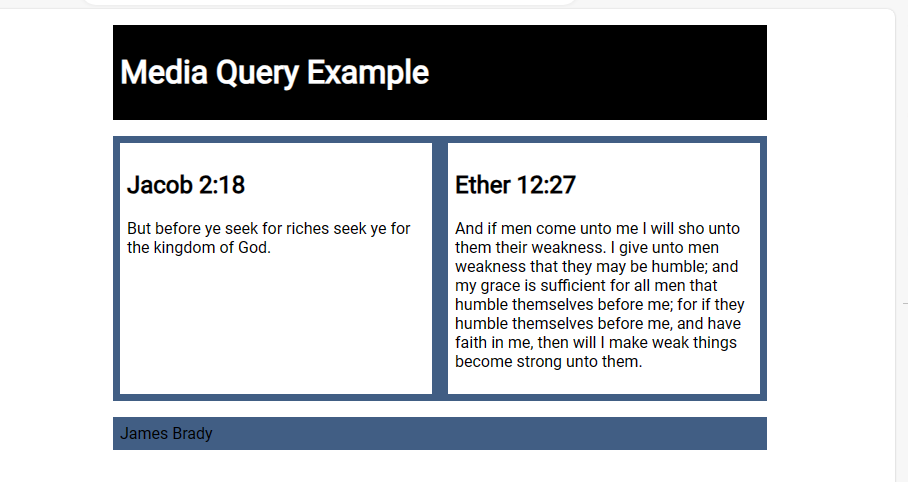 Media Query Example
Jacob 2:18
But before ye seek for riches seek ye for
the kingdom of God.
Ether 12:27
And if men come unto me I will sho unto
them their weakness. I give unto men
weakness that they may be humble; and
my grace is sufficient for all men that
humble themselves before me; for if they
humble themselves before me, and have
faith in me, then will I make weak things
become strong unto them.
James Brady